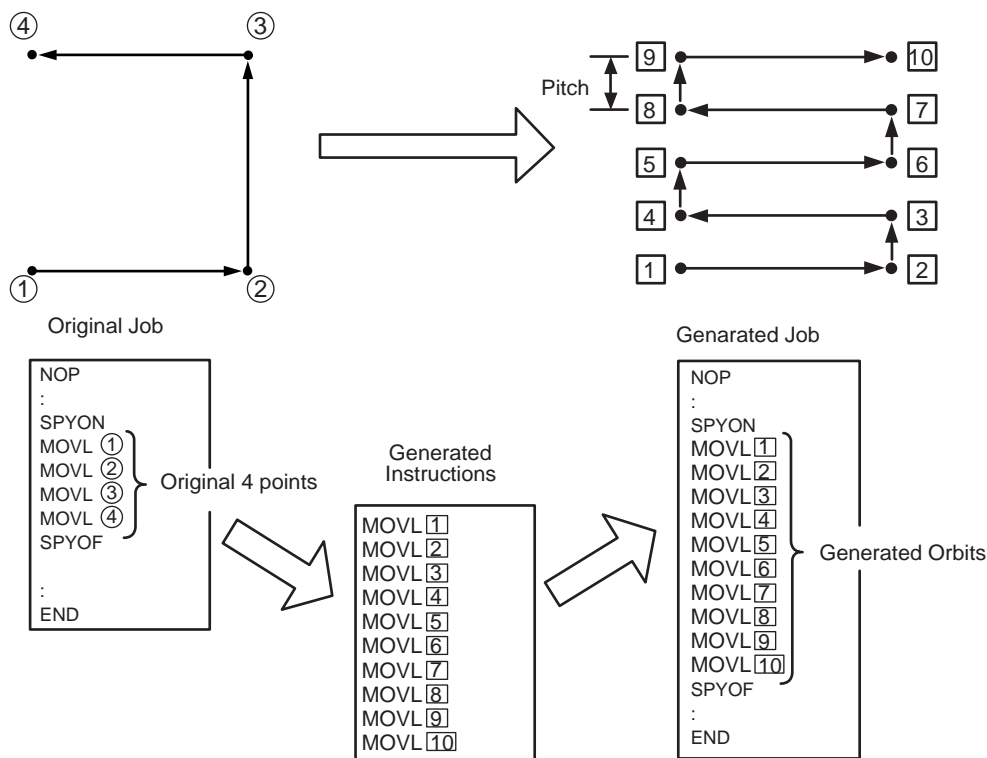 ④
③
①
②
9
10
Pitch
8
7
5
6
4
3
1
2
Original Job
NOP
:
SPYON
MOVL ①
MOVL ②
MOVL ③
MOVL ④
SPYOF
:
END
Original 4 points
Generated
Instructions
MOVL 1
MOVL 2
MOVL 3
MOVL 4
MOVL 5
MOVL 6
MOVL 7
MOVL 8
MOVL 9
MOVL 10
Genarated Job
NOP
:
SPYON
MOVL 1
MOVL 2
MOVL 3
MOVL 4
MOVL 5
MOVL 6
MOVL 7
MOVL 8
MOVL 9
MOVL 10
SPYOF
:
END
Generated Orbits